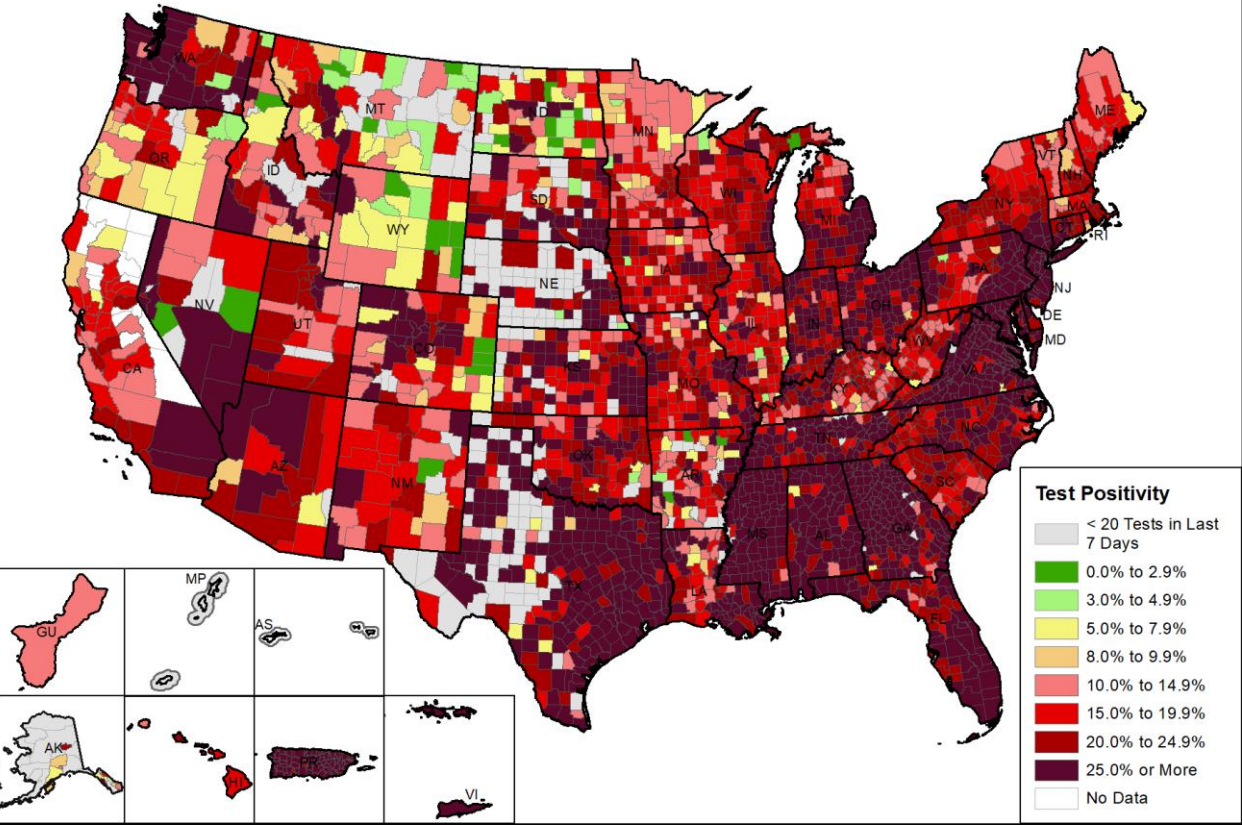 WA
MT
ND
MN
ME
OR
ID
SD
WI
VT
NH
WY
MI
NY
MA
CT
RI
NE
IA
PA
NJ
NV
UT
CO
IL
IN
OH
DE
MD
CA
KS
MO
WV
KY
VA
AZ
NM
OK
AR
TN
NC
SC
MS
AL
GA
TX
LA
FL
GU
MP
AS
AK
HI
PR
VI
Test Positivity
< 20 Tests in Last
7 Days
0.0% to 2.9%
3.0% to 4.9%
5.0% to 7.9%
8.0% to 9.9%
10.0% to 14.9%
15.0% to 19.9%
20.0% to 24.9%
25.0% or More
No Data